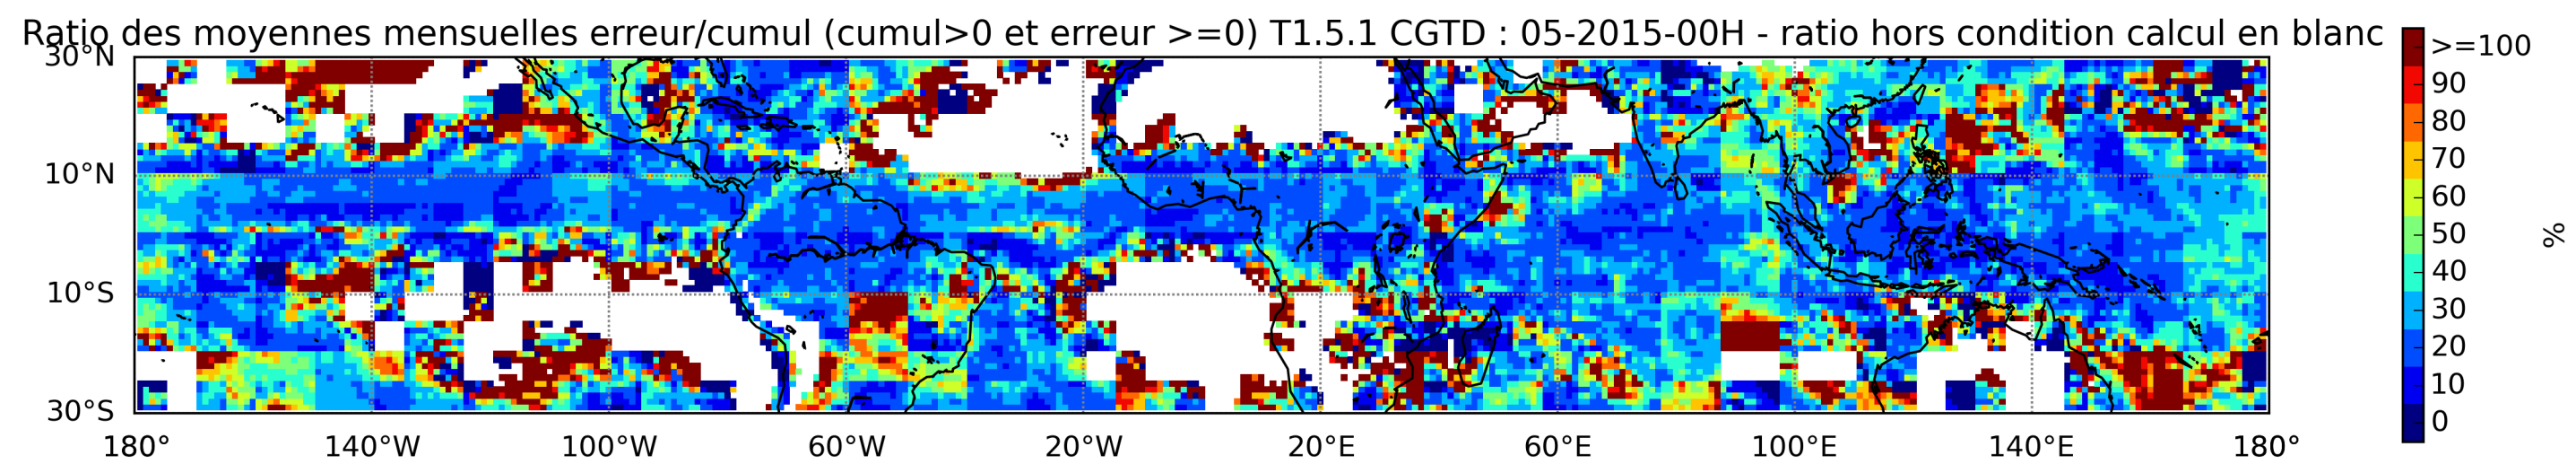 Ratio des moyennes mensuelles erreur/cumul (cumul>0 et erreur >=0) T1.5.1 CGTD : 05-2015-00H - ratio hors condition calcul en blanc
30°N
10°N
10°S
30°S
180°
140°W
100°W
60°W
20°W
20°E
60°E
100°E
140°E
180°
>=100
90
80
70
60
50
40
30
20
10
0
%